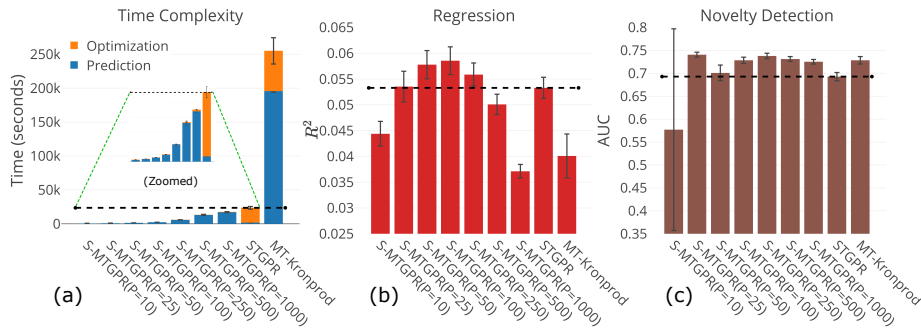 Time Complexity
Optimization
Prediction
Time (seconds)
250k
200k
150k
100k
50k
0
(Zoomed)
S-MTGPR(P=10)
S-MTGPR(P=25)
S-MTGPR(P=50)
S-MTGPR(P=100)
S-MTGPR(P=250)
S-MTGPR(P=500)
S-MTGPR(P=1000)
STGPR
MT-Kronprod
(a)
Regression
R²
0.065
0.06
0.055
0.05
0.045
0.04
0.035
0.03
0.025
S-MTGPR(P=10)
S-MTGPR(P=25)
S-MTGPR(P=50)
S-MTGPR(P=100)
S-MTGPR(P=250)
S-MTGPR(P=500)
S-MTGPR(P=1000)
STGPR
MT-Kronprod
(b)
Novelty Detection
AUC
0.8
0.75
0.7
0.65
0.6
0.55
0.5
0.45
0.4
0.35
S-MTGPR(P=10)
S-MTGPR(P=25)
S-MTGPR(P=50)
S-MTGPR(P=100)
S-MTGPR(P=250)
S-MTGPR(P=500)
S-MTGPR(P=1000)
STGPR
MT-Kronprod
(c)